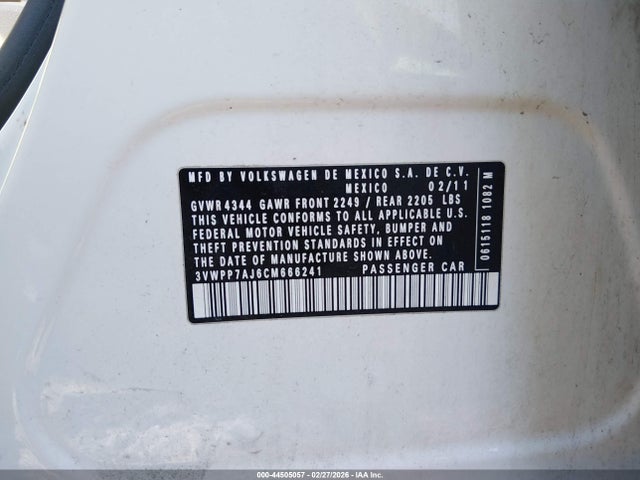 MFD BY VOLKSWAGEN DE MEXICO S.A. DE C.V.
MEXICO 02/11
GVWR 4344 GAWR FRONT 2249 / REAR 2205 LBS
THIS VEHICLE CONFORMS TO ALL APPLICABLE U.S.
FEDERAL MOTOR VEHICLE SAFETY, BUMPER AND
THEFT PREVENTION STANDARDS IN EFFECT ON
THE DATE OF MANUFACTURE SHOWN ABOVE.
3VWPP7AJ6CM666241 PASSENGER CAR
0615118 1082 M
000-44505057 - 02/27/2026 - IAAI.COM